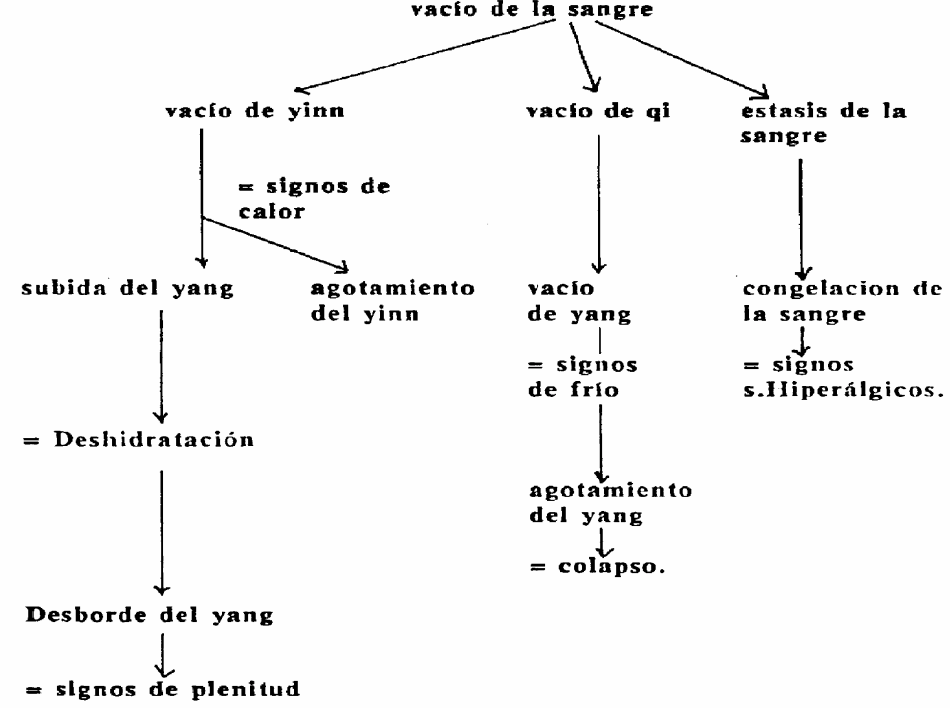 vacío de la sangre
vacío de yinn
vacío de qi
estasis de la
sangre
= signos de
calor
subida del yang
agotamiento
del yinn
vacío
de yang
congelacion de
la sangre
= signos
de frío
= signos
s.Hiperálgicos.
= Deshidratación
agotamiento
del yang
= colapso.
Desborde del yang
= signos de plenitud